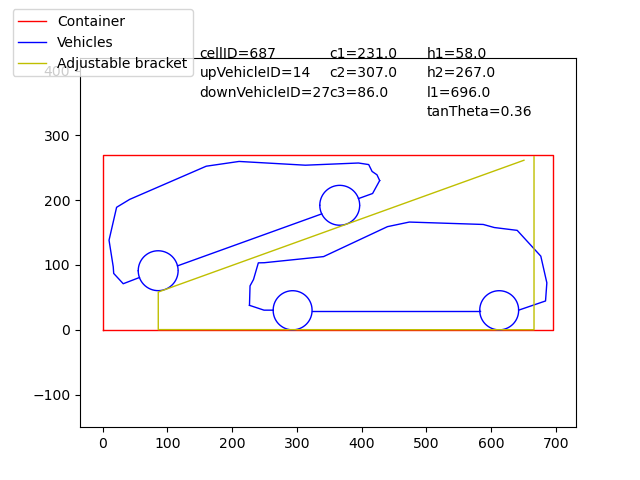 Container
Vehicles
Adjustable bracket
cellID=687 c1=231.0 h1=58.0
upVehicleID=14 c2=307.0 h2=267.0
downVehicleID=27 c3=86.0 l1=696.0
tanTheta=0.36
400
300
200
100
0
−100
0 100 200 300 400 500 600 700